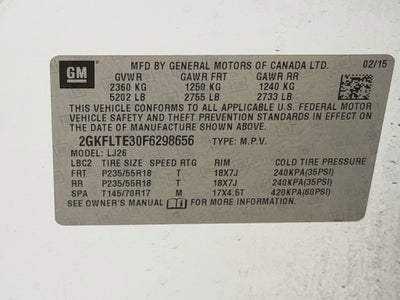 GM
MFD BY GENERAL MOTORS OF CANADA LTD. 02/15
GVWR GAWR FRT GAWR RR
2360 KG 1250 KG 1240 KG
5202 LB 2755 LB 2733 LB
THIS VEHICLE CONFORMS TO ALL APPLICABLE U.S. FEDERAL MOTOR
VEHICLE SAFETY & THEFT PREVENTION STANDARDS IN EFFECT ON THE
DATE OF MANUFACTURE SHOWN ABOVE.
2GKFLTE30F6298656 TYPE: M.P.V.
MODEL: LJ26
LBC2 TIRE SIZE SPEED RTG RIM COLD TIRE PRESSURE
FRT P235/55R18 T 18X7J 240KPA(35PSI)
RR P235/55R18 T 18X7J 240KPA(35PSI)
SPA T145/70R17 M 17X4.5T 420KPA(60PSI)
SEE OWNER'S MANUAL FOR MORE INFORMATION